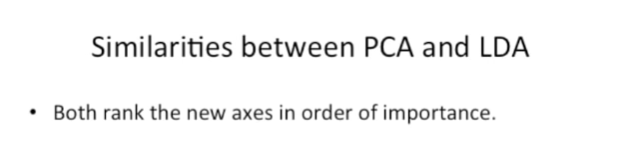 Similarities between PCA and LDA
• Both rank the new axes in order of importance.